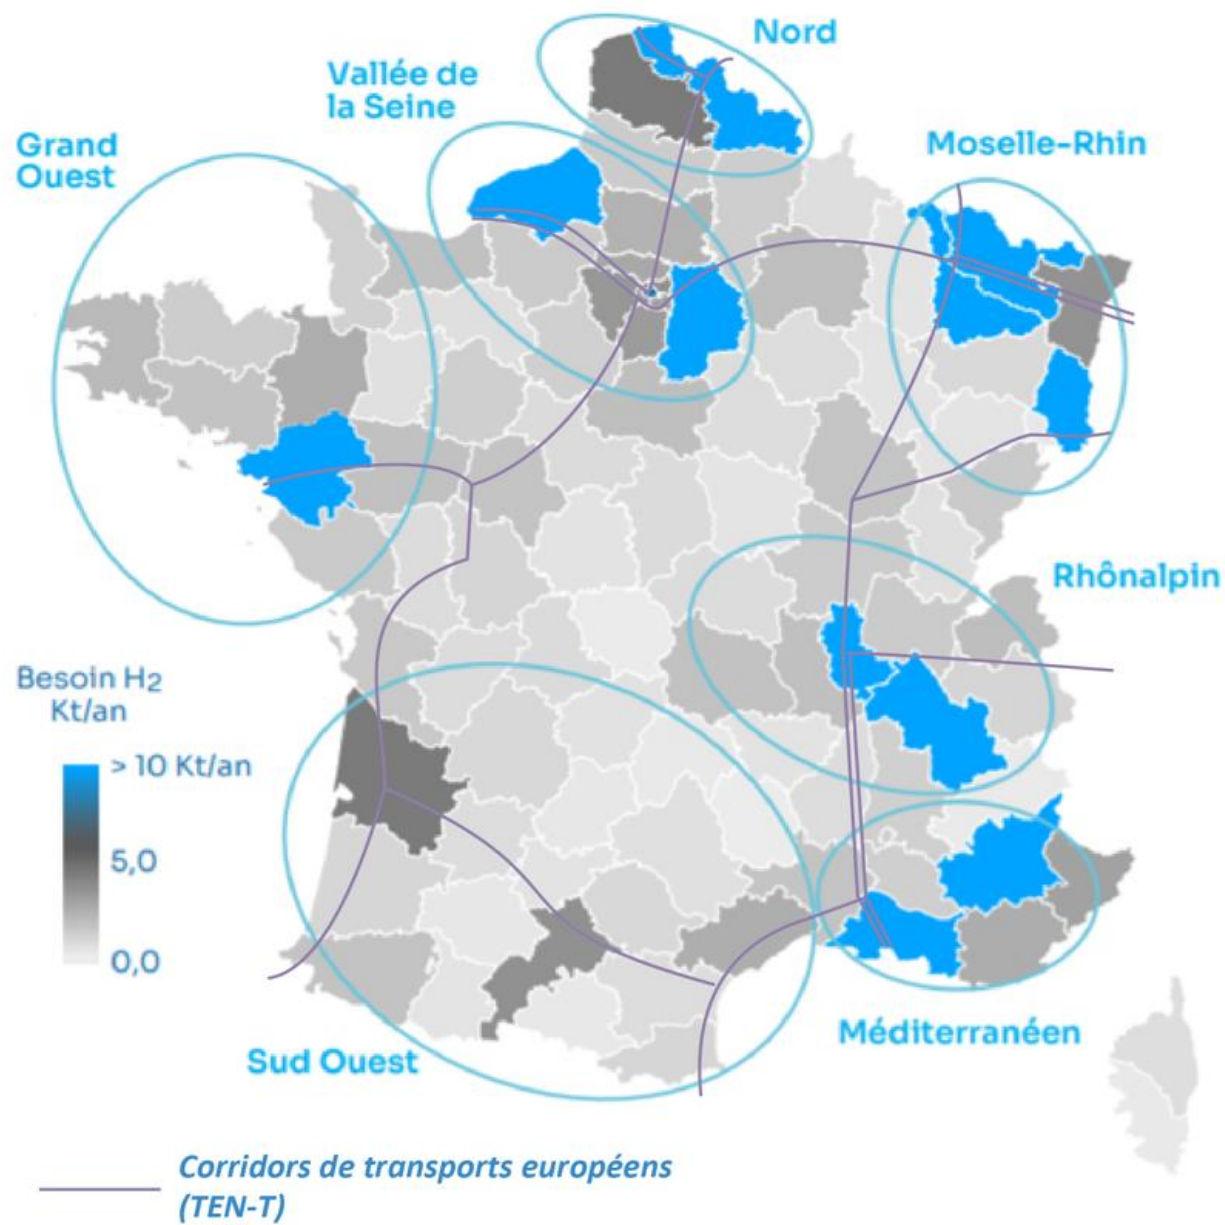 Nord
Vallée de
la Seine
Grand
Ouest
Moselle-Rhin
Rhônalpin
Besoin H2
Kt/an
> 10 Kt/an
5,0
0,0
Méditerranéen
Sud Ouest
Corridors de transports européens
(TEN-T)